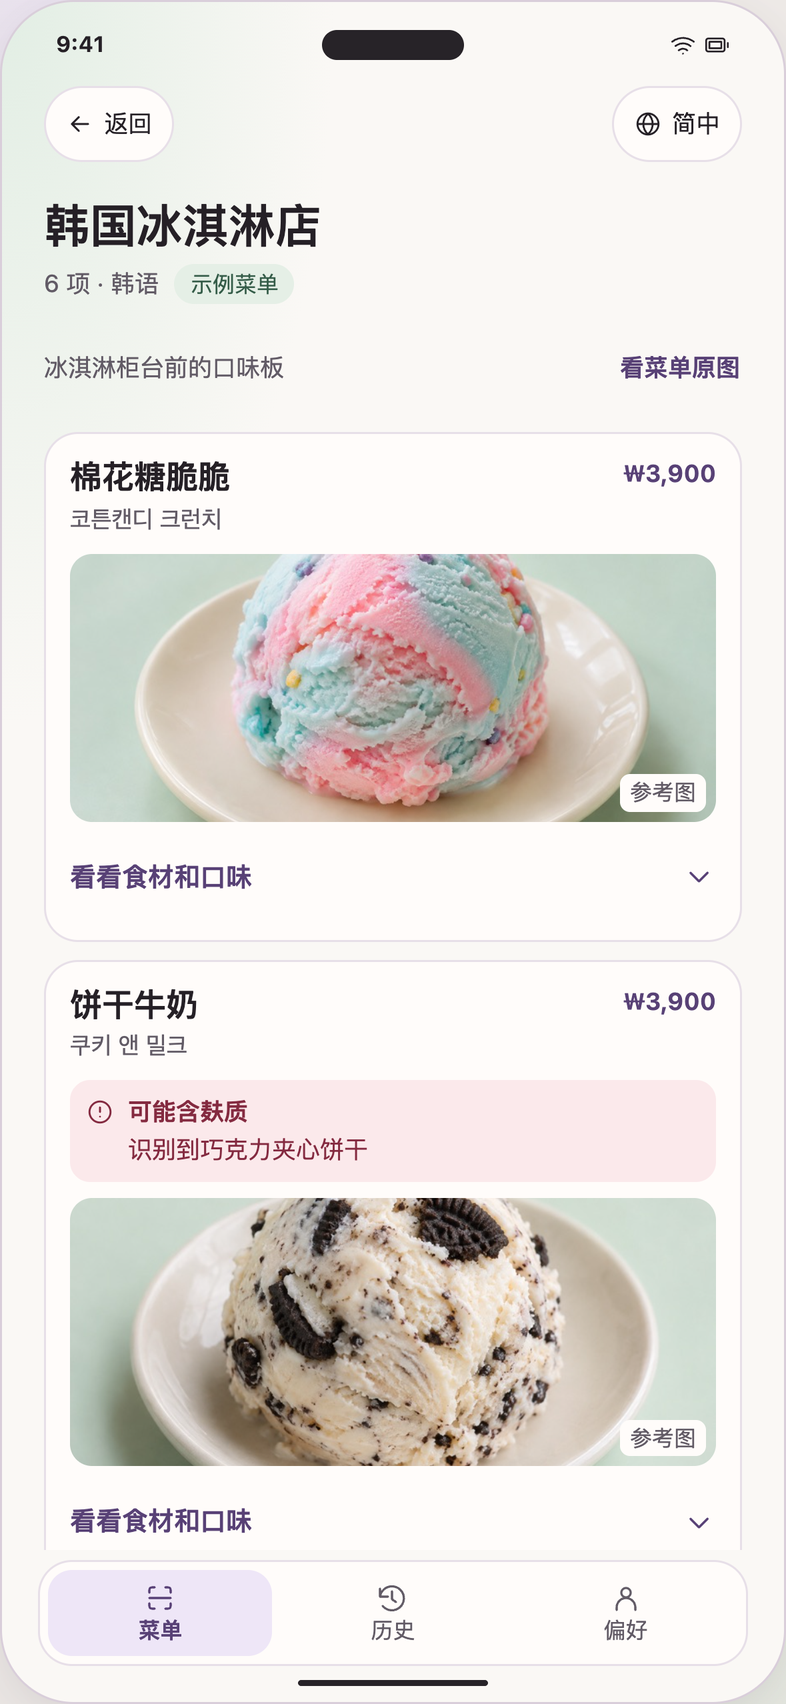 9:41
返回
简中
韩国冰淇淋店
6 项 · 韩语
示例菜单
冰淇淋柜台前的口味板
看菜单原图
棉花糖脆脆
₩3,900
코튼캔디 크런치
参考图
看看食材和口味
饼干牛奶
₩3,900
쿠키 앤 밀크
可能含麸质
识别到巧克力夹心饼干
参考图
看看食材和口味
菜单
历史
偏好